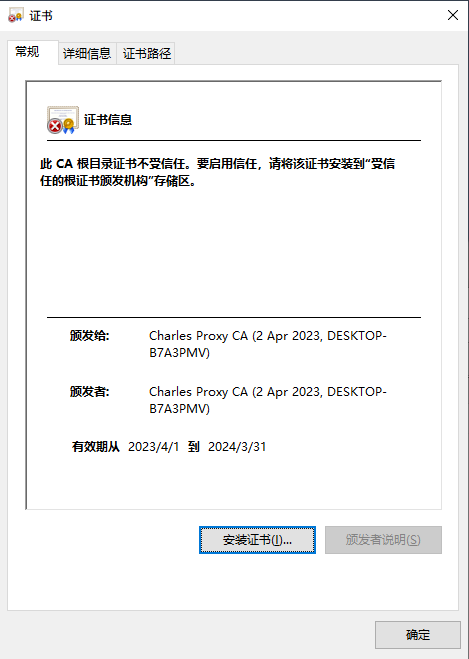 证书
常规 详细信息 证书路径
证书信息
此 CA 根目录证书不受信任。要启用信任，请将该证书安装到“受信
任的根证书颁发机构”存储区。
颁发给: Charles Proxy CA (2 Apr 2023, DESKTOP-
B7A3PMV)
颁发者: Charles Proxy CA (2 Apr 2023, DESKTOP-
B7A3PMV)
有效期从 2023/4/1 到 2024/3/31
安装证书(I)... 颁发者说明(S)
确定